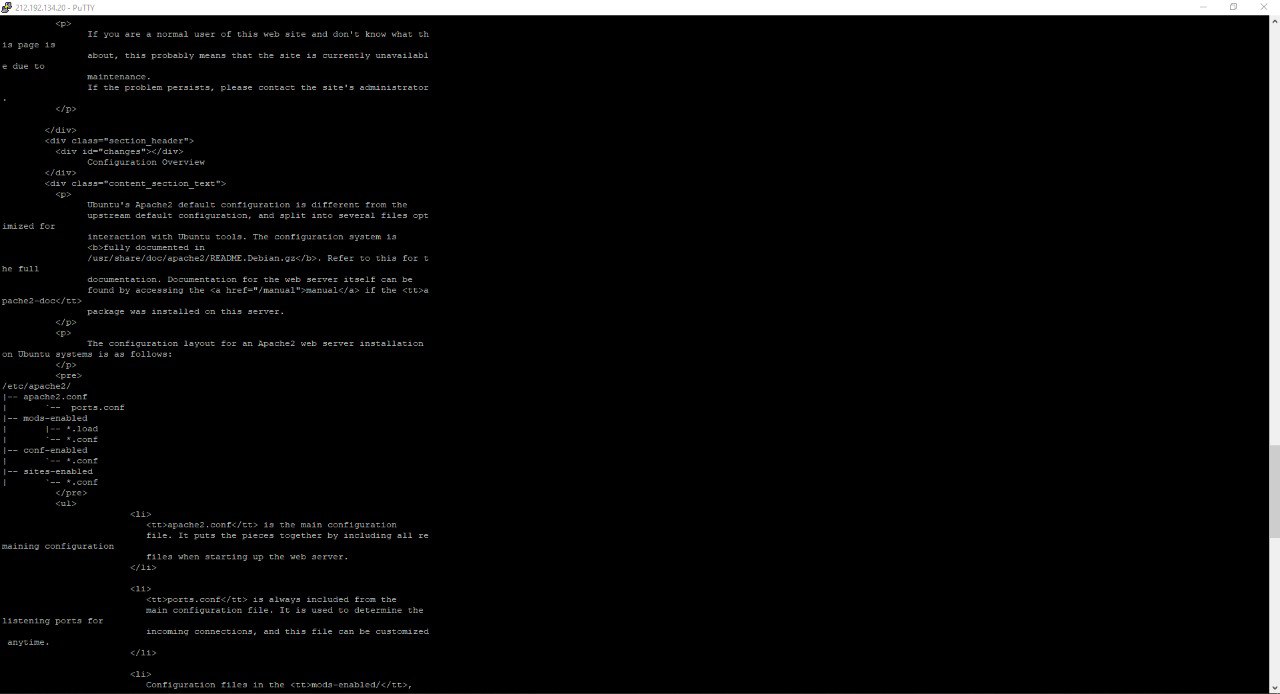 212.192.134.20 - PuTTY
<p>
If you are a normal user of this web site and don't know what th
is page is
about, this probably means that the site is currently unavailabl
e due to
maintenance.
If the problem persists, please contact the site's administrator
.
</p>
</div>
<div class="section_header">
<div id="changes"></div>
Configuration Overview
</div>
<div class="content_section_text">
<p>
Ubuntu's Apache2 default configuration is different from the
upstream default configuration, and split into several files opt
imized for
interaction with Ubuntu tools. The configuration system is
<b>fully documented in
/usr/share/doc/apache2/README.Debian.gz</b>. Refer to this for t
he full
documentation. Documentation for the web server itself can be
found by accessing the <a href="/manual">manual</a> if the <tt>a
pache2-doc</tt>
package was installed on this server.
</p>
<p>
The configuration layout for an Apache2 web server installation
on Ubuntu systems is as follows:
</p>
<pre>
/etc/apache2/
|-- apache2.conf
|       `--  ports.conf
|-- mods-enabled
|       |-- *.load
|       `-- *.conf
|-- conf-enabled
|       `-- *.conf
|-- sites-enabled
|       `-- *.conf
</pre>
<ul>
<li>
<tt>apache2.conf</tt> is the main configuration
file. It puts the pieces together by including all re
maining configuration
files when starting up the web server.
</li>
<li>
<tt>ports.conf</tt> is always included from the
main configuration file. It is used to determine the
listening ports for
incoming connections, and this file can be customized
anytime.
</li>
<li>
Configuration files in the <tt>mods-enabled/</tt>,